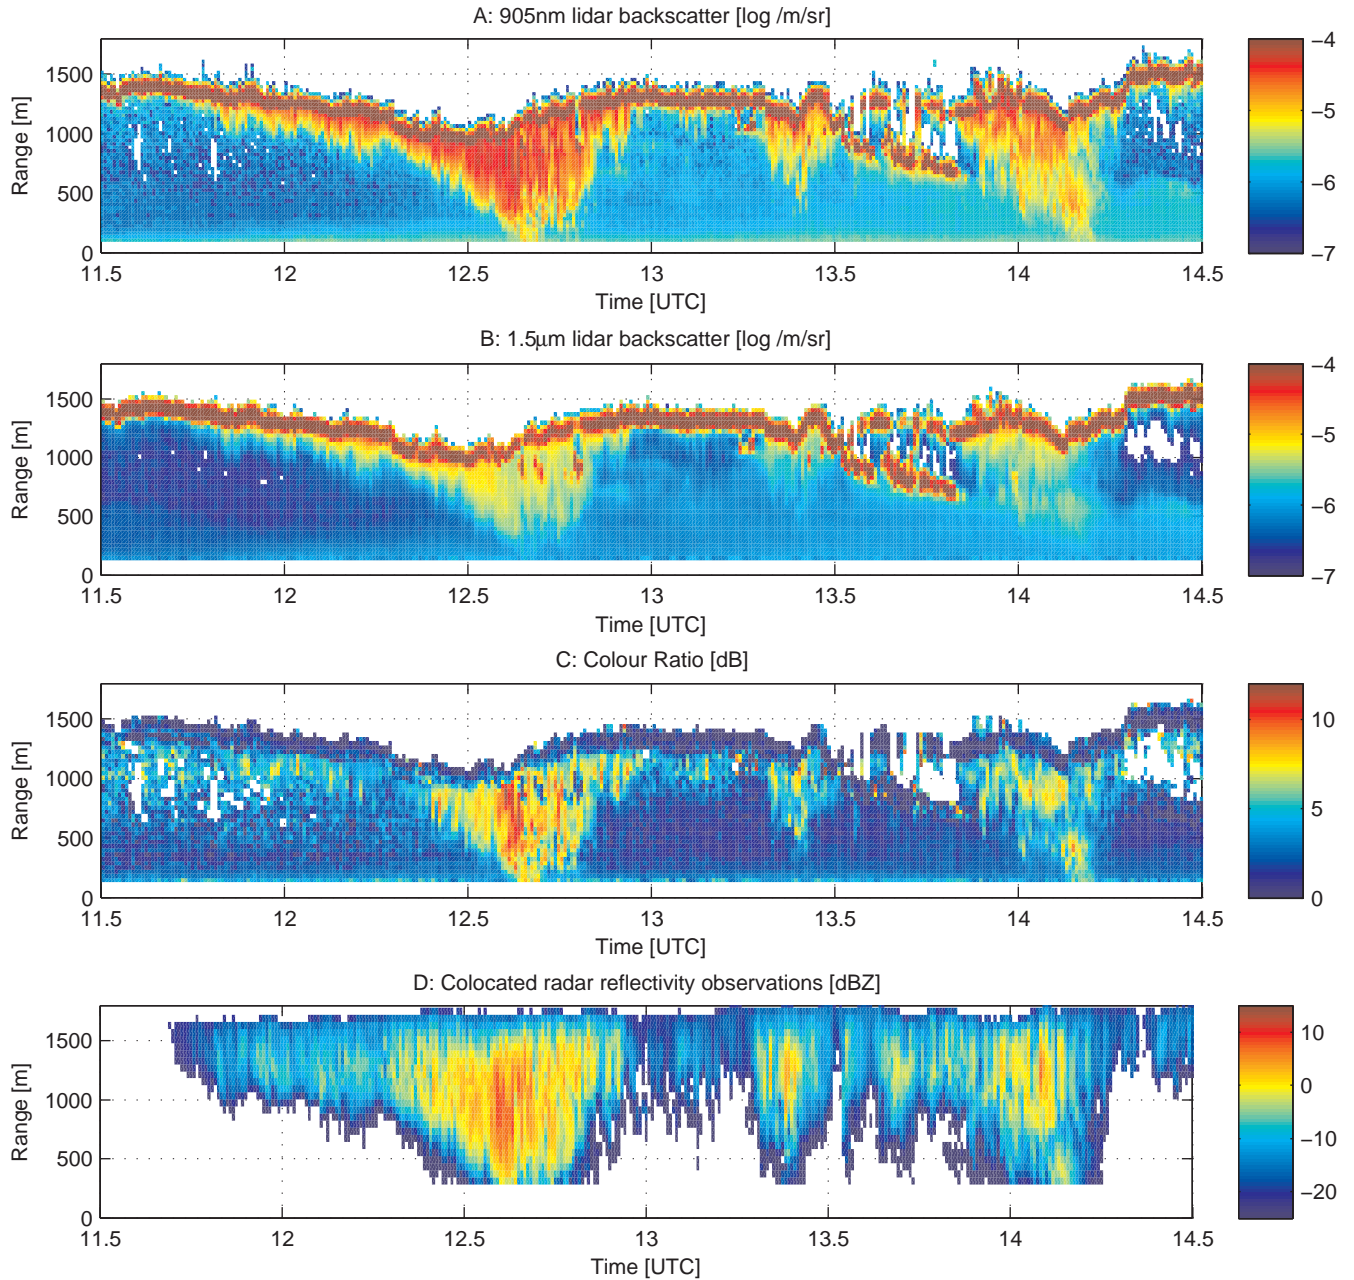 A: 905nm lidar backscatter [log /m/sr]
Range [m]
1500
1000
500
0
11.5 12 12.5 13 13.5 14 14.5
Time [UTC]
−4
−5
−6
−7
B: 1.5μm lidar backscatter [log /m/sr]
Range [m]
1500
1000
500
0
11.5 12 12.5 13 13.5 14 14.5
Time [UTC]
−4
−5
−6
−7
C: Colour Ratio [dB]
Range [m]
1500
1000
500
0
11.5 12 12.5 13 13.5 14 14.5
Time [UTC]
10
5
0
D: Colocated radar reflectivity observations [dBZ]
Range [m]
1500
1000
500
0
11.5 12 12.5 13 13.5 14 14.5
Time [UTC]
10
0
−10
−20